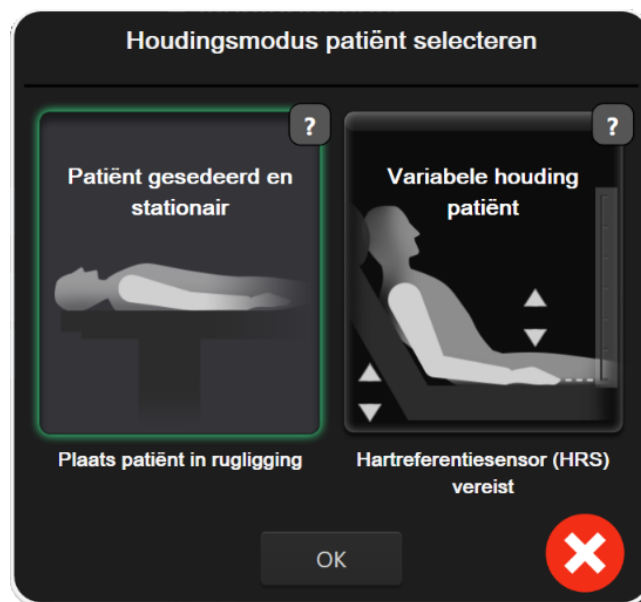 Houdingsmodus patiënt selecteren
?
?
Patiënt gesedeerd en
stationair
Variabele houding
patiënt
Plaats patiënt in rugligging
Hartreferentiesensor (HRS)
vereist
OK